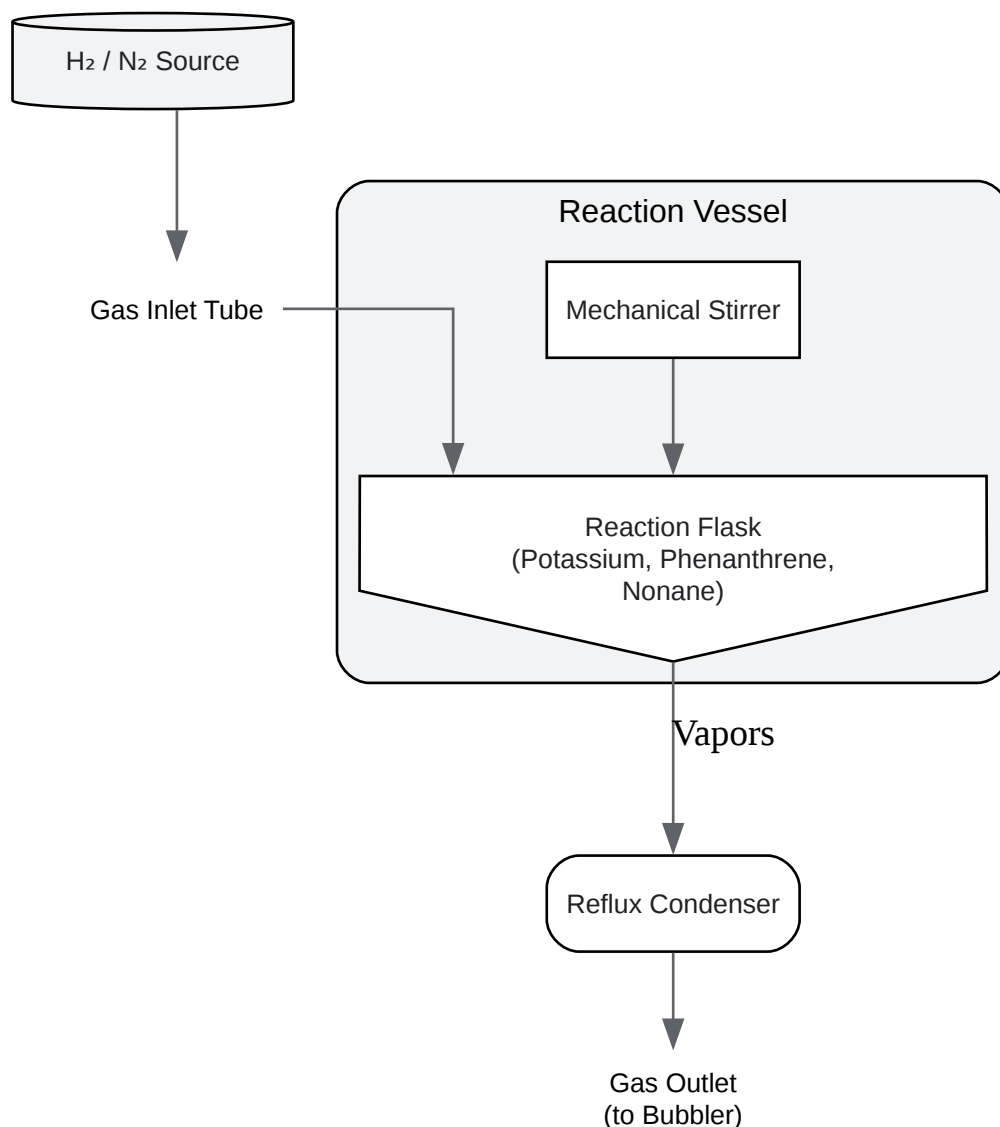 H₂ / N₂ Source
Reaction Vessel
Gas Inlet Tube
Mechanical Stirrer
Reaction Flask
(Potassium, Phenanthrene,
Nonane)
Vapors
Reflux Condenser
Gas Outlet
(to Bubbler)